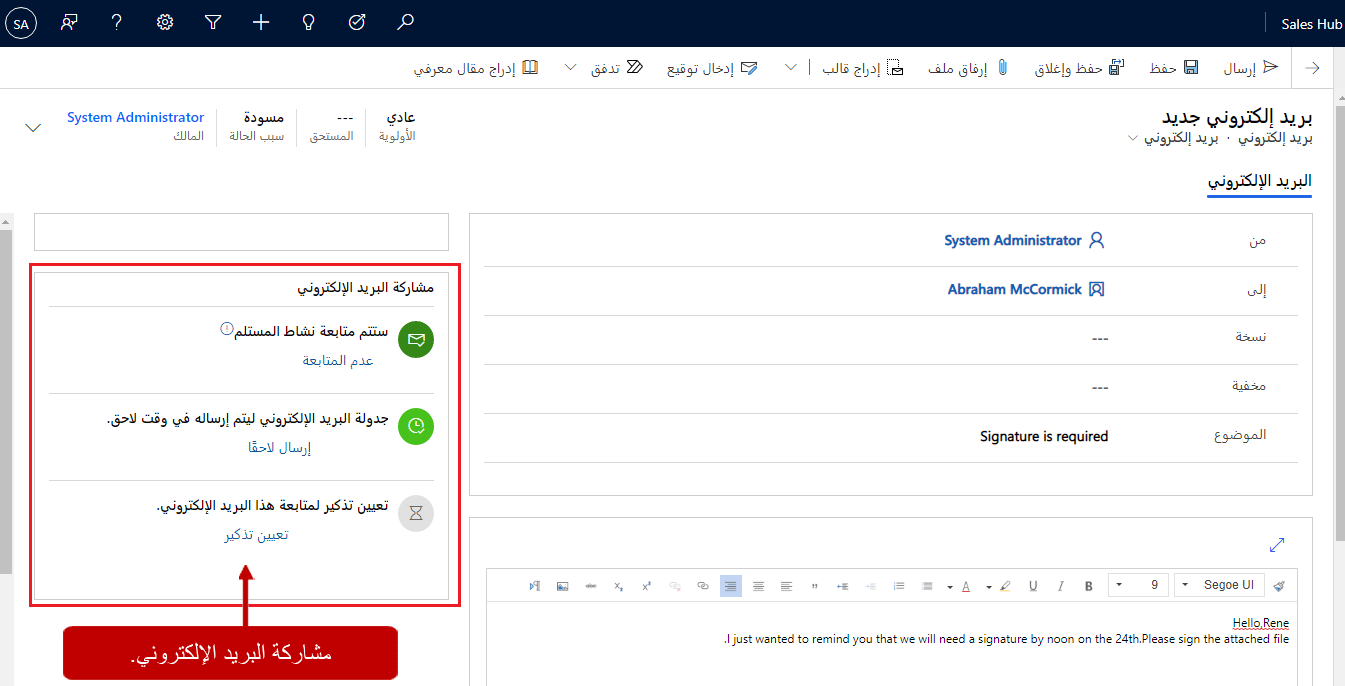 Sales Hub
SA
إرسال
حفظ
حفظ وإغلاق
إرفاق ملف
إدراج قالب
إدخال توقيع
تدفق
إدراج مقال معرفي
بريد إلكتروني جديد
بريد إلكتروني · بريد إلكتروني
عادي
الأولوية
---
المستحق
مسودة
سبب الحالة
System Administrator
المالك
البريد الإلكتروني
من
System Administrator
إلى
Abraham McCormick
نسخة
---
مخفية
---
الموضوع
Signature is required
Segoe UI
9
Hello,Rene
.I just wanted to remind you that we will need a signature by noon on the 24th.Please sign the attached file
مشاركة البريد الإلكتروني
ستتم متابعة نشاط المستلم
عدم المتابعة
جدولة البريد الإلكتروني ليتم إرساله في وقت لاحق.
إرسال لاحقًا
تعيين تذكير لمتابعة هذا البريد الإلكتروني.
تعيين تذكير
مشاركة البريد الإلكتروني.